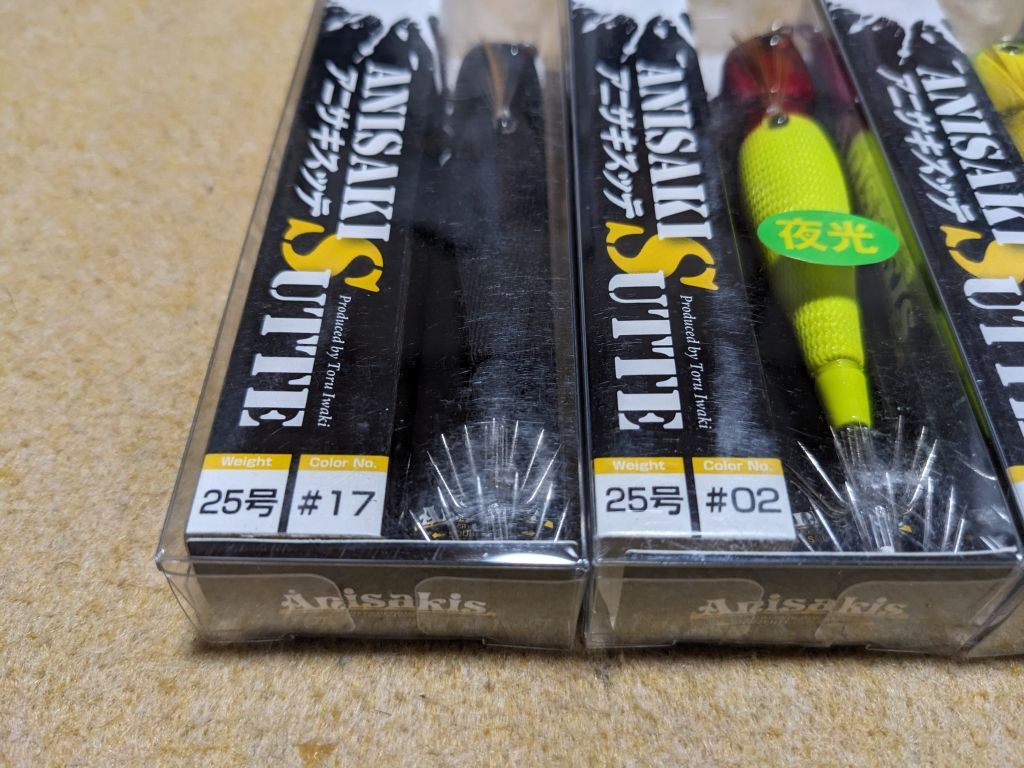 ANISAKI
アニサキスッテ
SUTTE
Produced by Toru Iwaki
Weight
25号
Color No.
#17
Anisakis
ANISAKI
アニサキスッテ
SUTTE
Produced by Toru Iwaki
Weight
25号
Color No.
#02
夜光
Anisakis
ANISAKI
アニサキスッテ